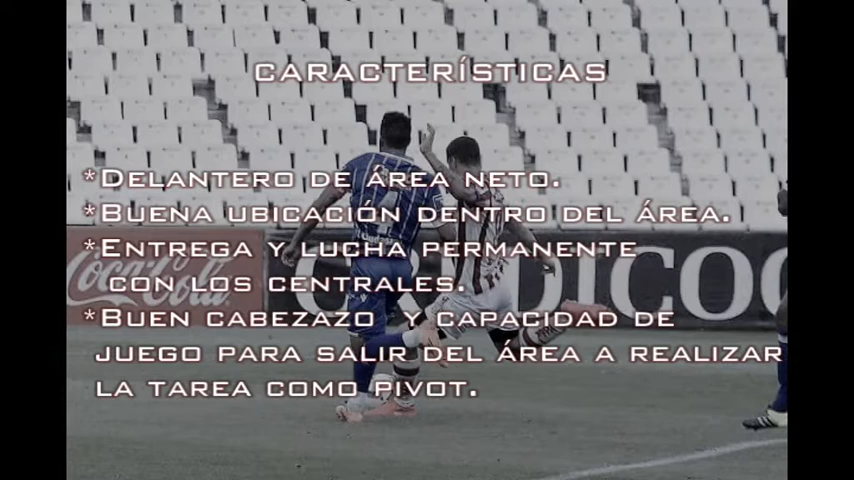 CARACTERÍSTICAS
*DELANTERO DE ÁREA NETO.
*BUENA UBICACIÓN DENTRO DEL ÁREA.
*ENTREGA Y LUCHA PERMANENTE
CON LOS CENTRALES.
*BUEN CABEZAZO Y CAPACIDAD DE
JUEGO PARA SALIR DEL ÁREA A REALIZAR
LA TAREA COMO PIVOT.
Coca-Cola